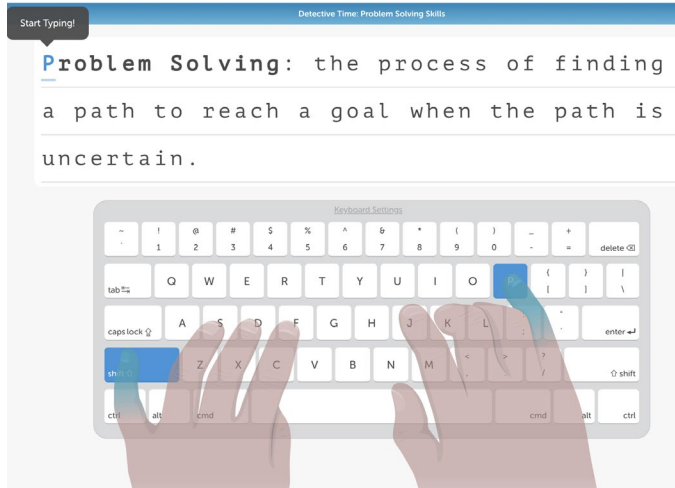 Detective Time: Problem Solving Skills
Start Typing!
Problem Solving: the process of finding
a path to reach a goal when the path is
uncertain.
Keyboard Settings
~ ! @ # $ % ^ & * ( ) _ +
` 1 2 3 4 5 6 7 8 9 0 - = delete
tab Q W E R T Y U I O P { } |
[ ] \
caps lock A S D F G H J K L : " enter
; '
shift Z X C V B N M < > ? shift
, . /
ctrl alt cmd cmd alt ctrl